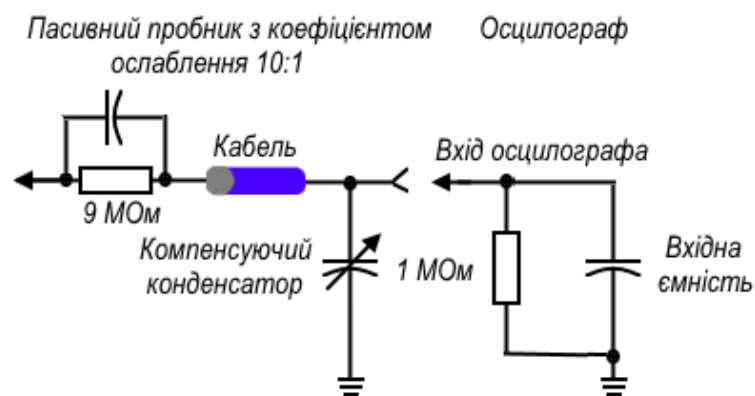 Пасивний пробник з коефіцієнтом
ослаблення 10:1
Осцилограф
Кабель
Вхід осцилографа
9 МОм
Компенсуючий
конденсатор
1 МОм
Вхідна
ємність